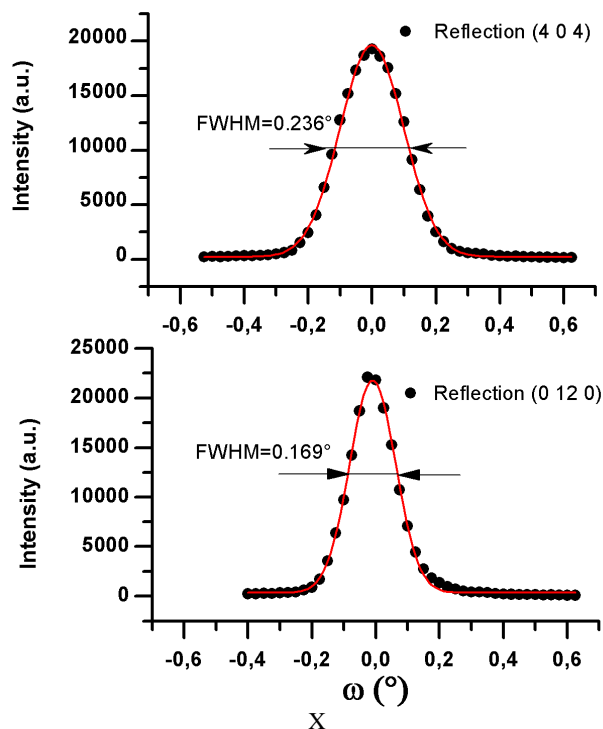 Intensity (a.u.)
20000
15000
10000
5000
0
Reflection (4 0 4)
FWHM=0.236°
-0,6 -0,4 -0,2 0,0 0,2 0,4 0,6
Intensity (a.u.)
25000
20000
15000
10000
5000
0
Reflection (0 12 0)
FWHM=0.169°
-0,6 -0,4 -0,2 0,0 0,2 0,4 0,6
ω (°)
X